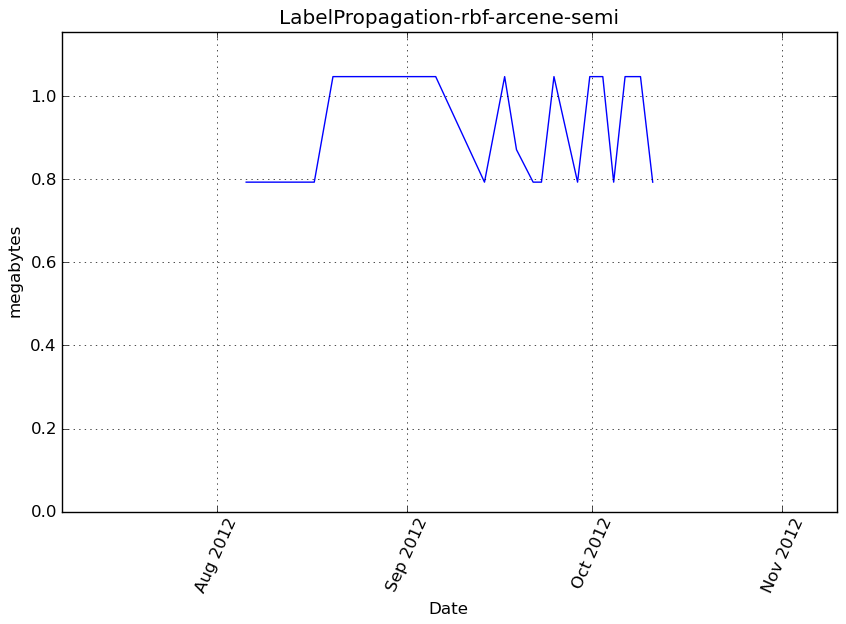 LabelPropagation-rbf-arcene-semi
megabytes
1.0
0.8
0.6
0.4
0.2
0.0
Aug 2012
Sep 2012
Oct 2012
Nov 2012
Date